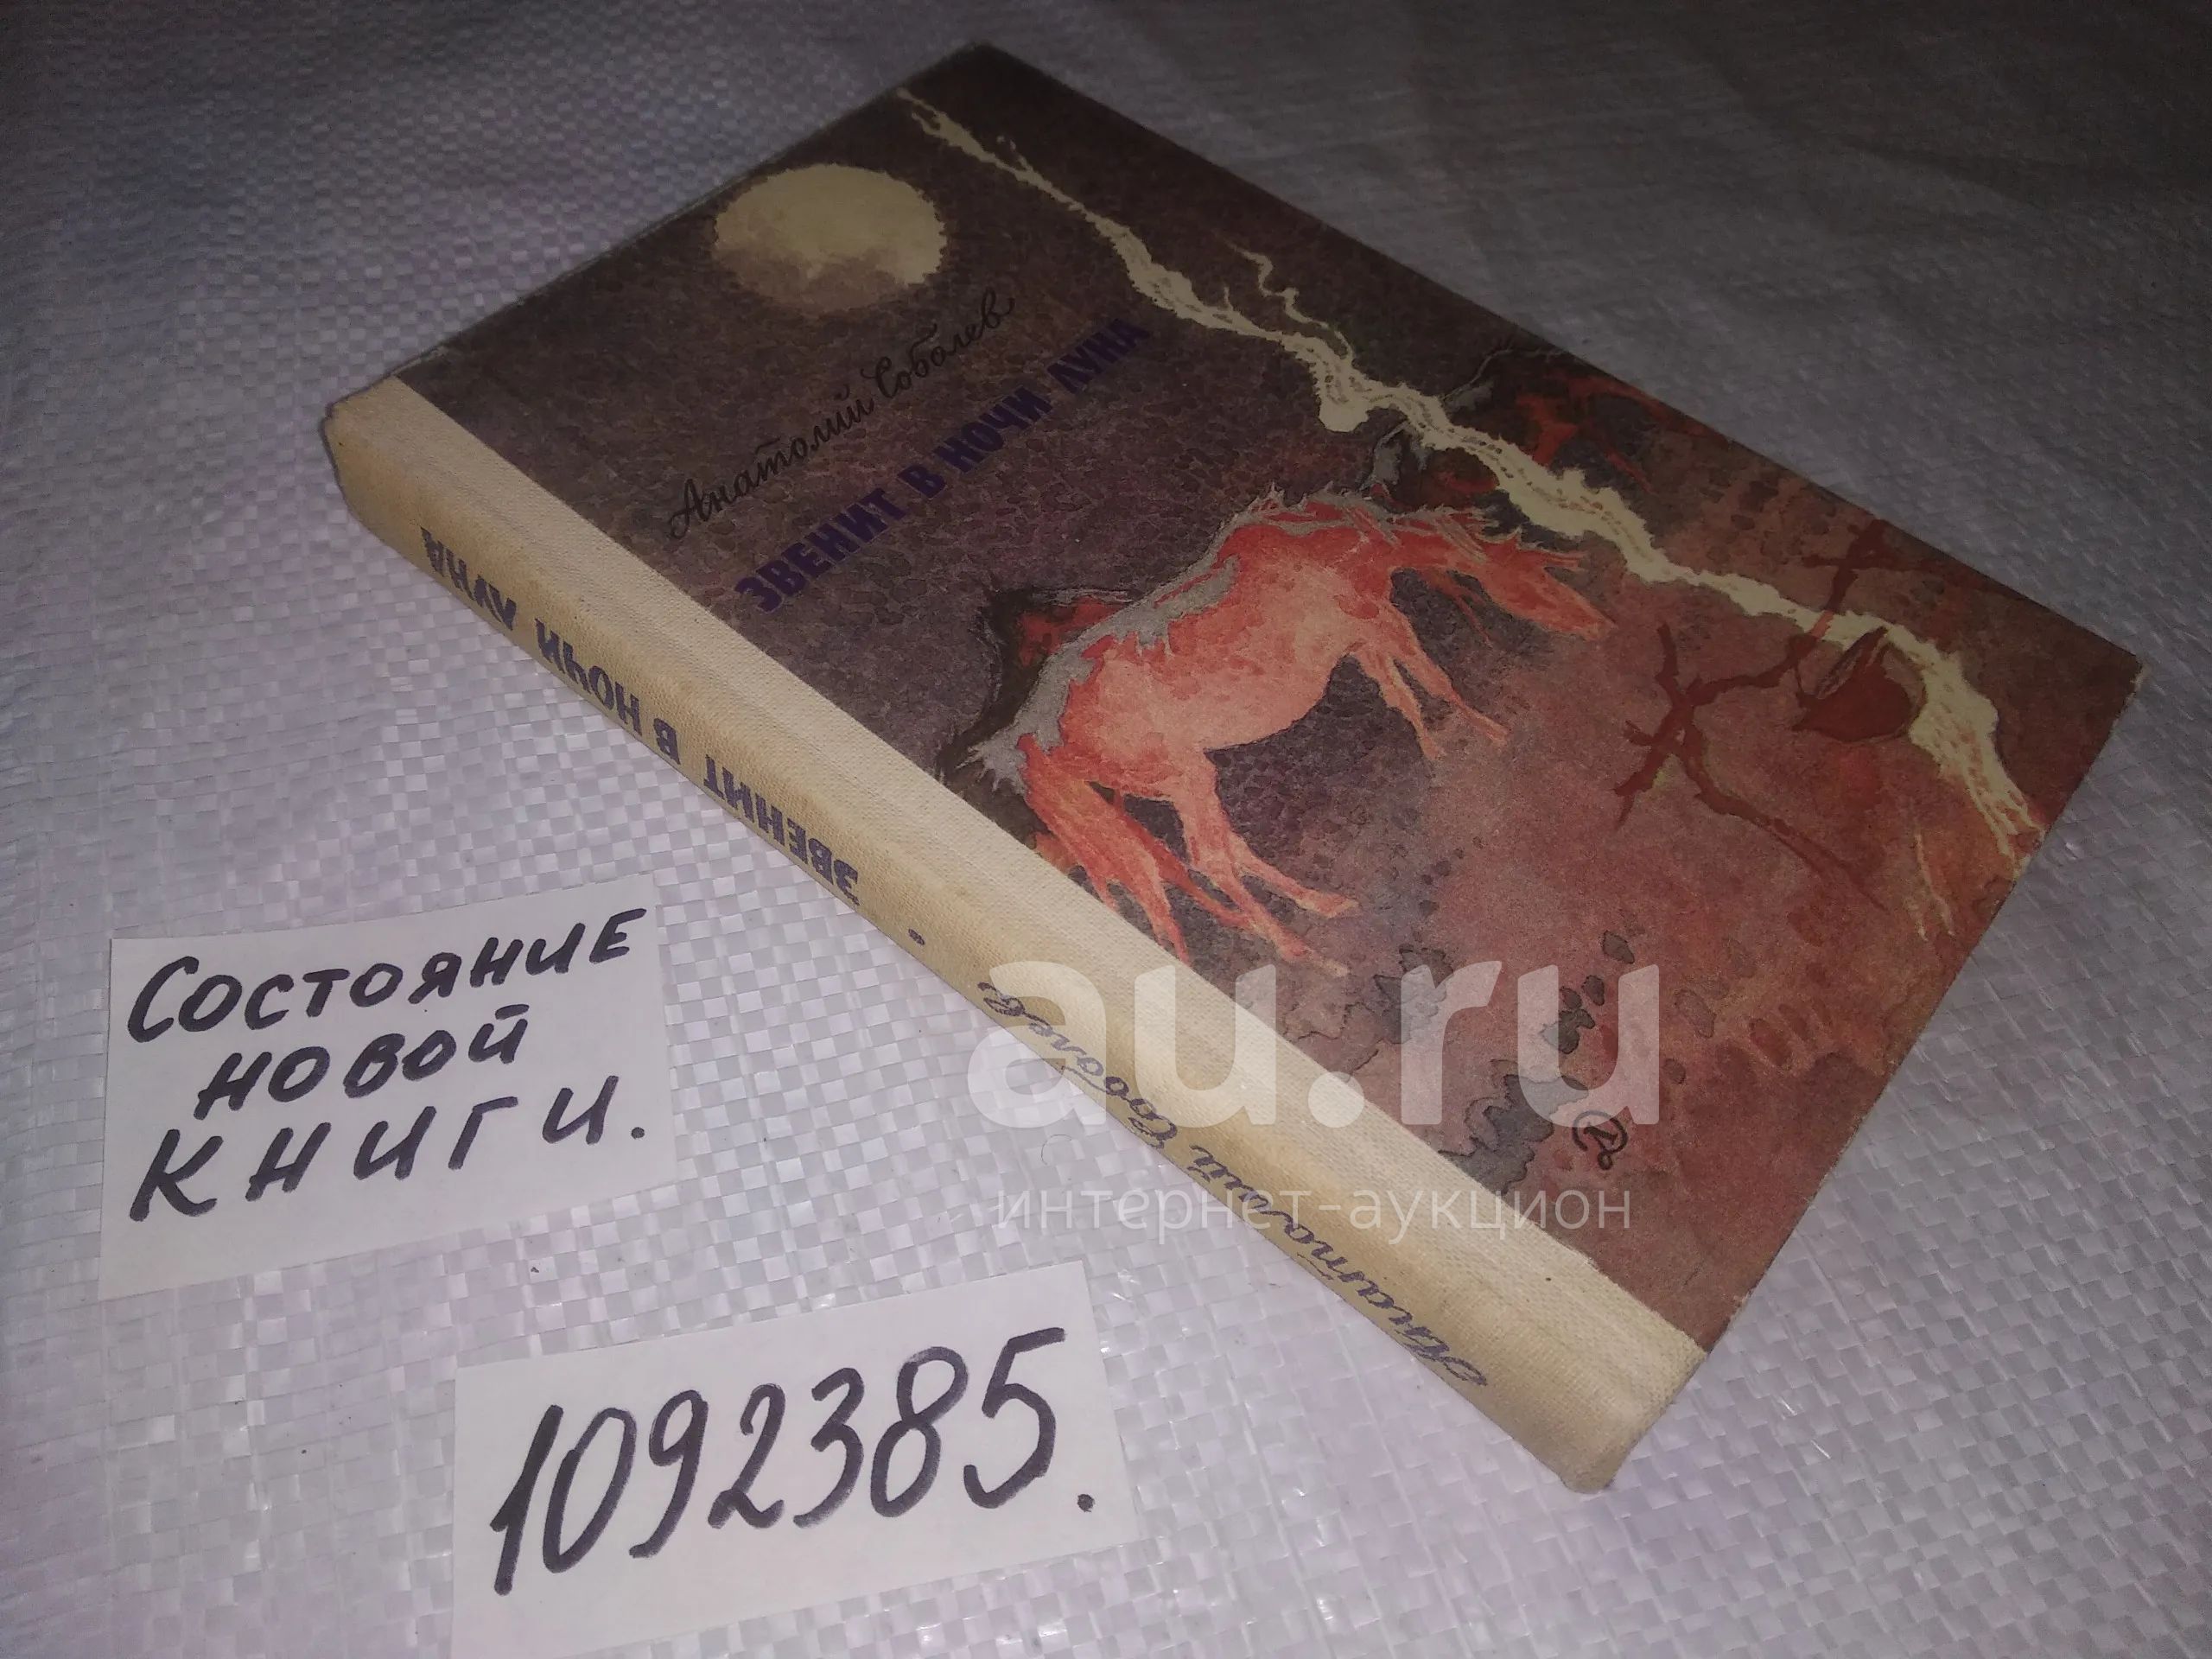 Анатолий Соболев
ЗВЕНИТ В НОЧИ ЛУНА
Анатолий Соболев · ЗВЕНИТ В НОЧИ ЛУНА
СОСТОЯНИЕ
НОВОЙ
КНИГИ.
1092385.
au.ru
интернет-аукцион